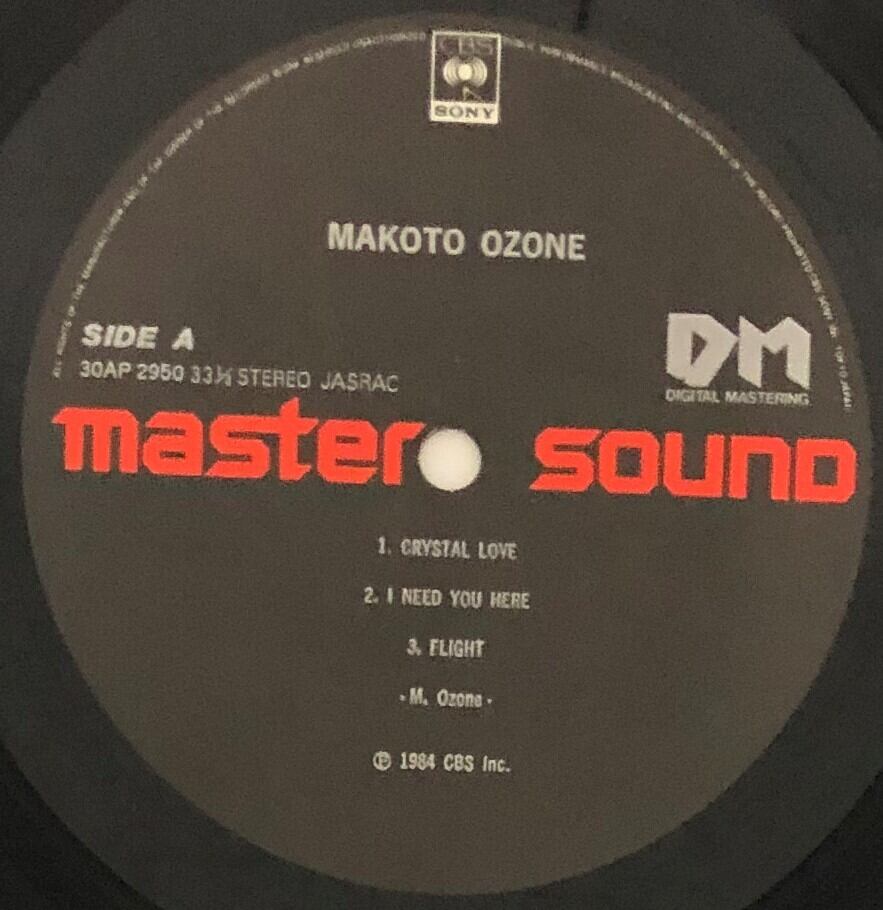 CBS
SONY
MAKOTO OZONE
SIDE A
30AP 2950 33⅓ STEREO JASRAC
DM
DIGITAL MASTERING
master sound
1. CRYSTAL LOVE
2. I NEED YOU HERE
3. FLIGHT
-M. Ozone-
℗ 1984 CBS Inc.